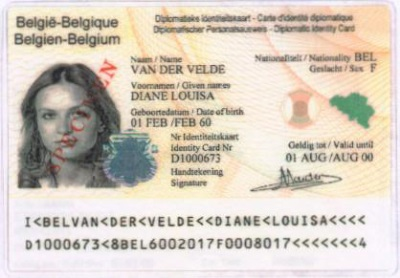 België-Belgique
Belgien-Belgium
Diplomatieke Identiteitskaart - Carte d'identité diplomatique
Diplomatischer Personalausweis - Diplomatic Identity Card
Naam / Name
VAN DER VELDE
Nationaliteit / Nationality BEL
Geslacht / Sex F
Voornamen / Given names
DIANE LOUISA
Geboortedatum / Date of birth
01 FEB /FEB 60
Nr Identiteitskaart
Identity Card Nr
D1000673
Geldig tot / Valid until
01 AUG /AUG 00
Handtekening
Signature
SPECIMEN
I<BELVAN<DER<VELDE<<DIANE<LOUISA<<<<
D1000673<8BEL6002017F0008017<<<<<<<4